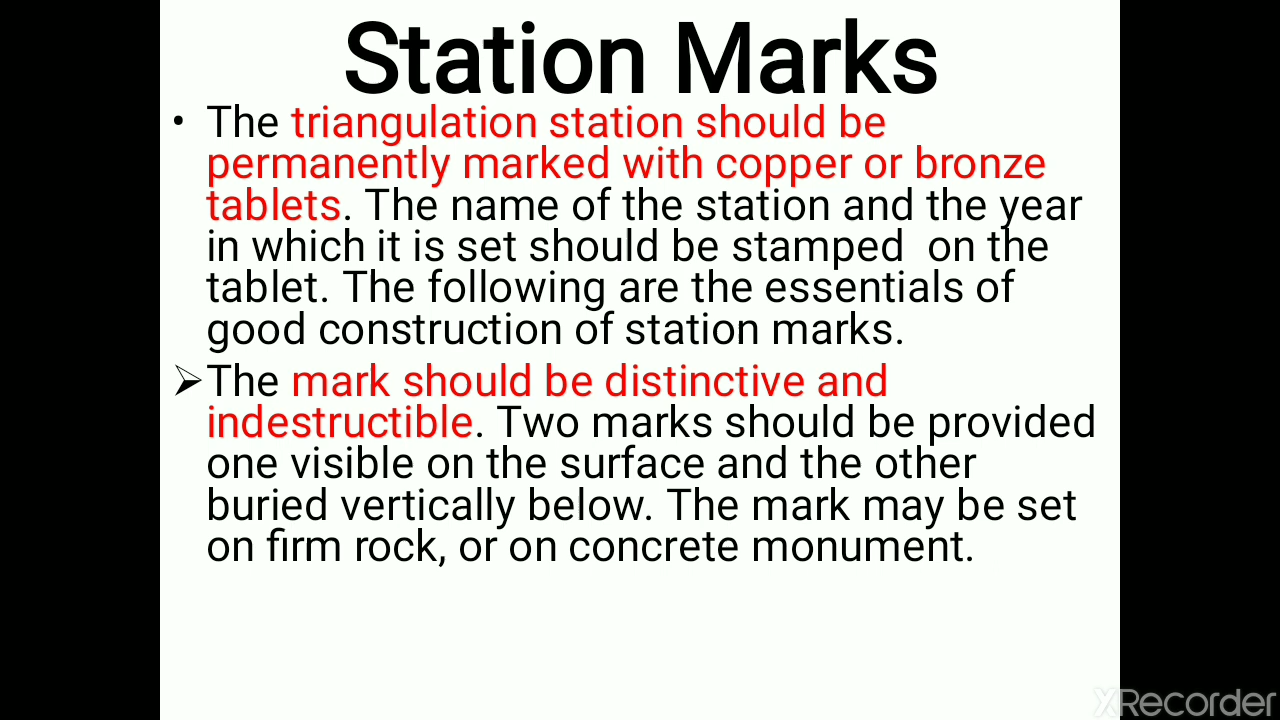 Station Marks
• The triangulation station should be
permanently marked with copper or bronze
tablets. The name of the station and the year
in which it is set should be stamped  on the
tablet. The following are the essentials of
good construction of station marks.
➢The mark should be distinctive and
indestructible. Two marks should be provided
one visible on the surface and the other
buried vertically below. The mark may be set
on firm rock, or on concrete monument.
XRecorder